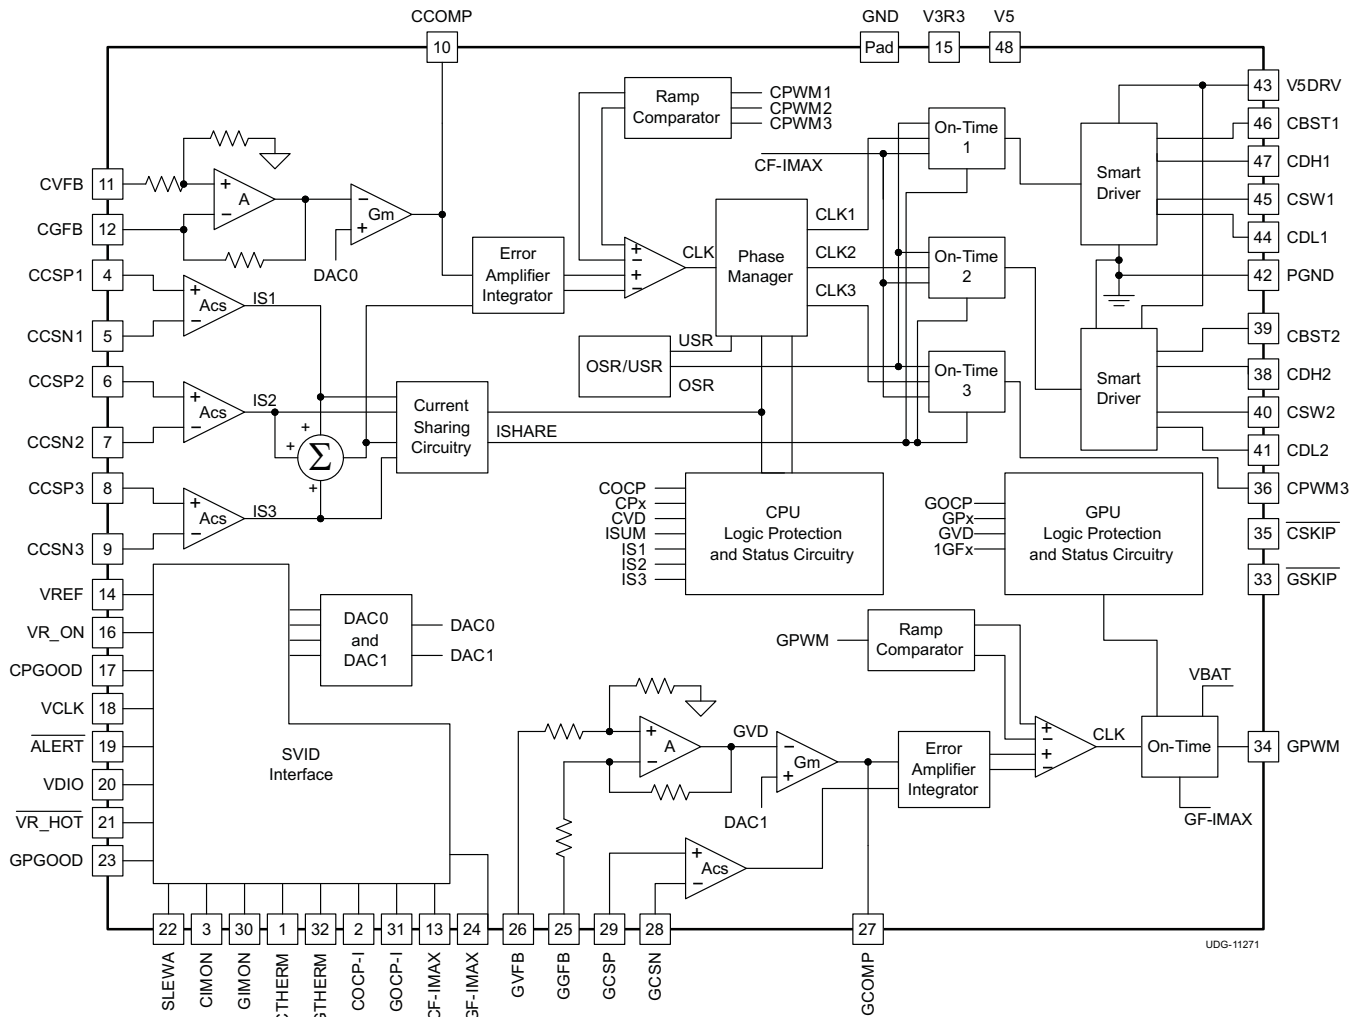 CCOMP
GND V3R3 V5
10
Pad
15
48
Ramp
Comparator
CPWM1
CPWM2
CPWM3
CF-IMAX
On-Time
1
43 V5DRV
46 CBST1
47 CDH1
45 CSW1
44 CDL1
42 PGND
39 CBST2
38 CDH2
40 CSW2
41 CDL2
36 CPWM3
35 CSKIP
33 GSKIP
34 GPWM
Smart
Driver
Smart
Driver
CVFB 11
CGFB 12
CCSP1 4
CCSN1 5
CCSP2 6
CCSN2 7
CCSP3 8
CCSN3 9
VREF 14
VR_ON 16
CPGOOD 17
VCLK 18
ALERT 19
VDIO 20
VR_HOT 21
GPGOOD 23
+
A
−
−
Gm
+
DAC0
+
Acs
−
IS1
+
Acs
−
IS2
+
Acs
−
IS3
+
+
Σ
+
Error
Amplifier
Integrator
+
−
+
−
CLK
Phase
Manager
CLK1
CLK2
CLK3
On-Time
2
On-Time
3
OSR/USR
USR
OSR
Current
Sharing
Circuitry
ISHARE
COCP
CPx
CVD
ISUM
IS1
IS2
IS3
CPU
Logic Protection
and Status Circuitry
GOCP
GPx
GVD
1GFx
GPU
Logic Protection
and Status Circuitry
DAC0
and
DAC1
DAC0
DAC1
SVID
Interface
GPWM
Ramp
Comparator
VBAT
+
A
−
GVD
−
Gm
+
DAC1
Error
Amplifier
Integrator
+
−
+
−
CLK
On-Time
GF-IMAX
+
Acs
−
22 3 30 1 32 2 31 13 24 26 25 29 28 27
SLEWA
CIMON
GIMON
CTHERM
GTHERM
COCP-I
GOCP-I
CF-IMAX
GF-IMAX
GVFB
GGFB
GCSP
GCSN
GCOMP
UDG-11271